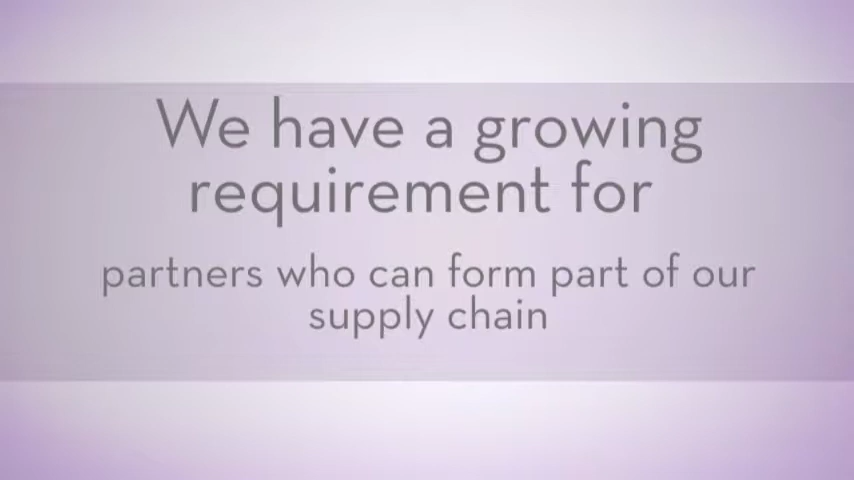 We have a growing
requirement for
partners who can form part of our
supply chain